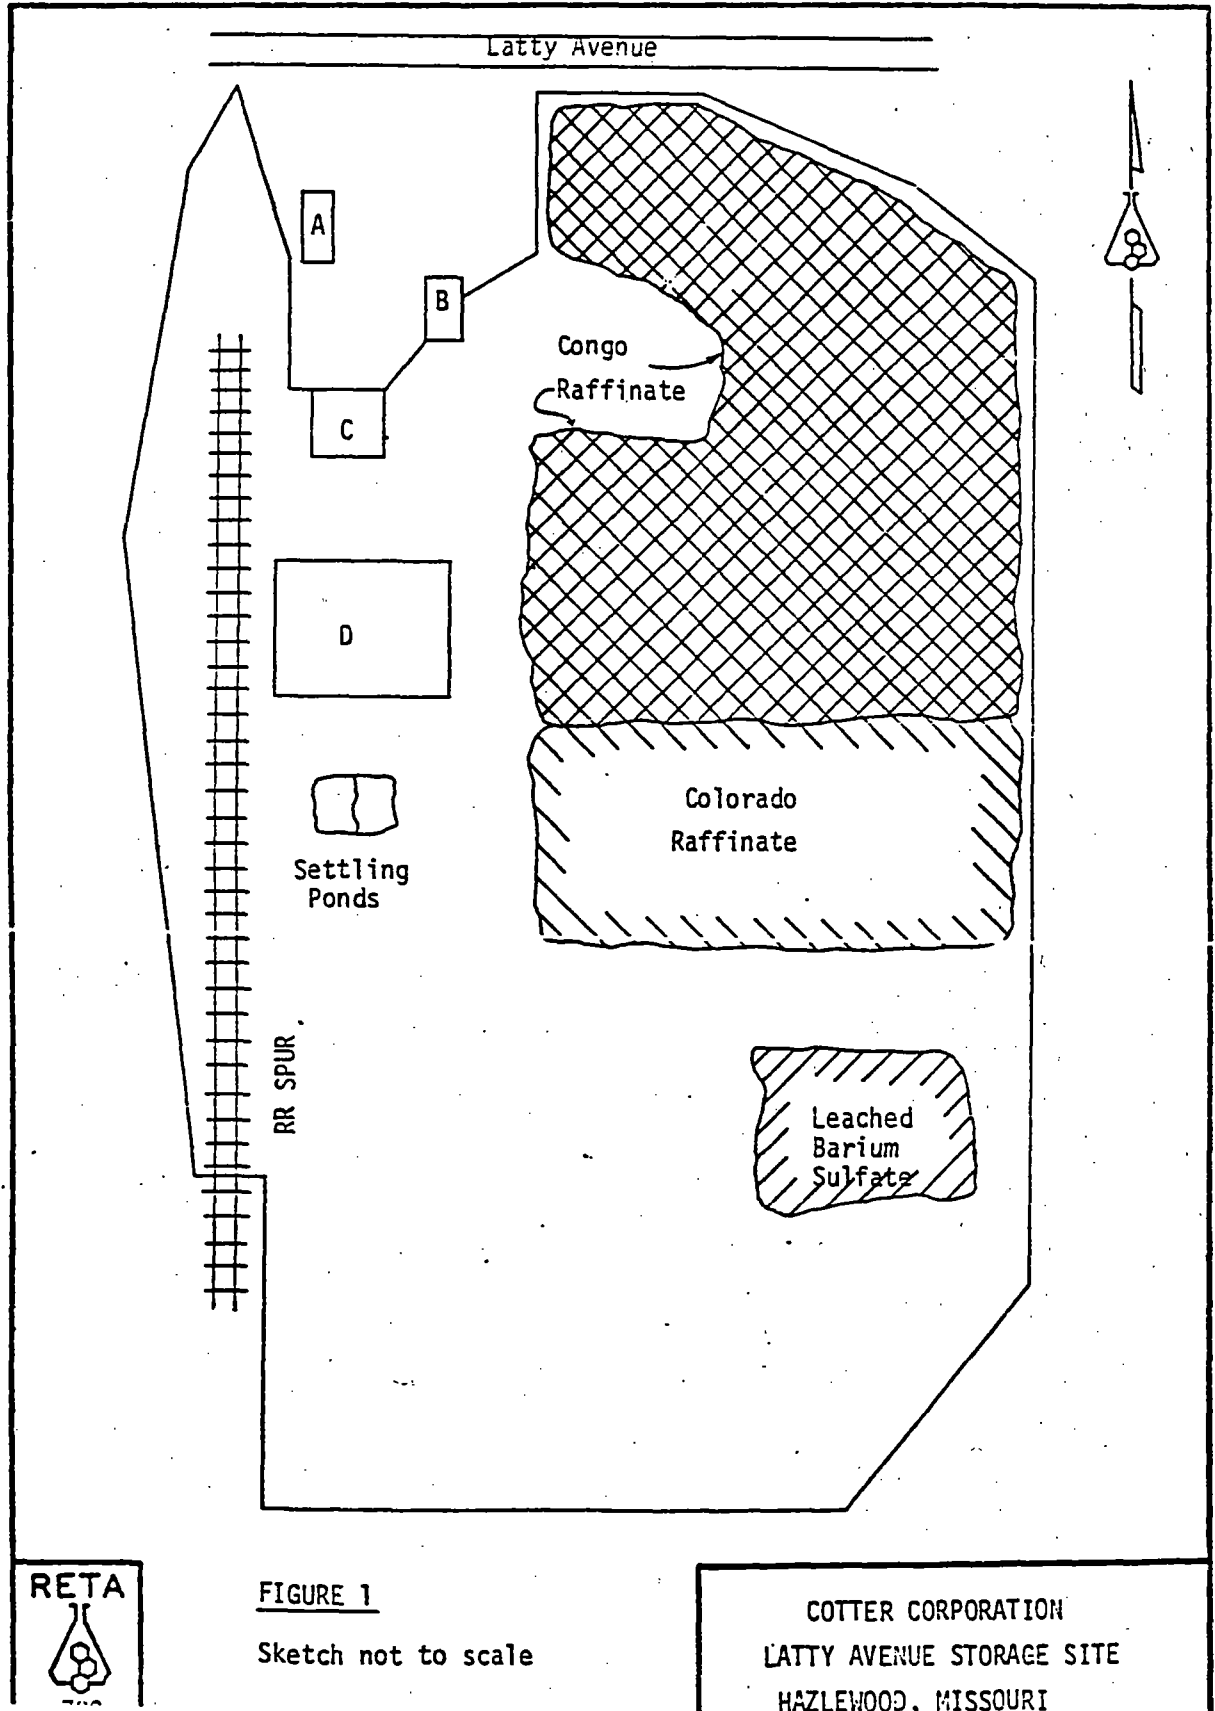 Latty Avenue
A
B
Congo
Raffinate
C
D
Colorado
Raffinate
Settling
Ponds
RR SPUR
Leached
Barium
Sulfate
RETA
FIGURE 1
Sketch not to scale
COTTER CORPORATION
LATTY AVENUE STORAGE SITE
HAZLEWOOD, MISSOURI